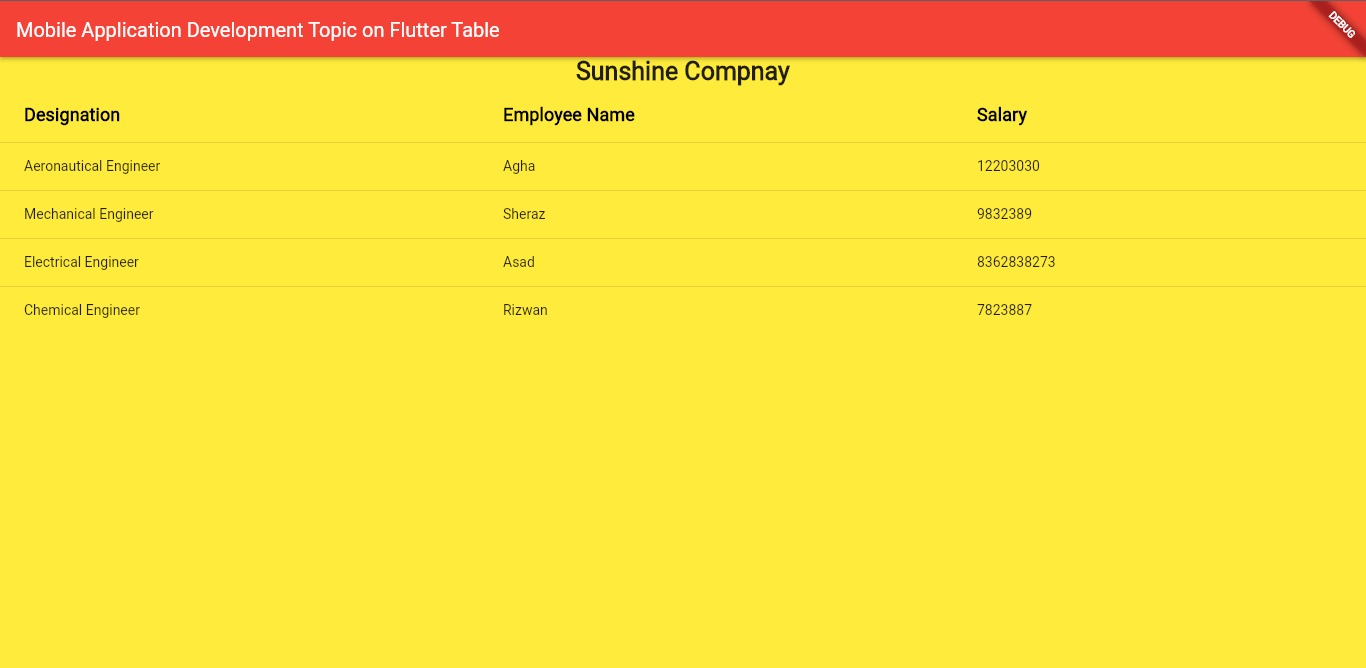 Mobile Application Development Topic on Flutter Table
DEBUG
Sunshine Compnay
Designation Employee Name Salary
Aeronautical Engineer Agha 12203030
Mechanical Engineer Sheraz 9832389
Electrical Engineer Asad 8362838273
Chemical Engineer Rizwan 7823887